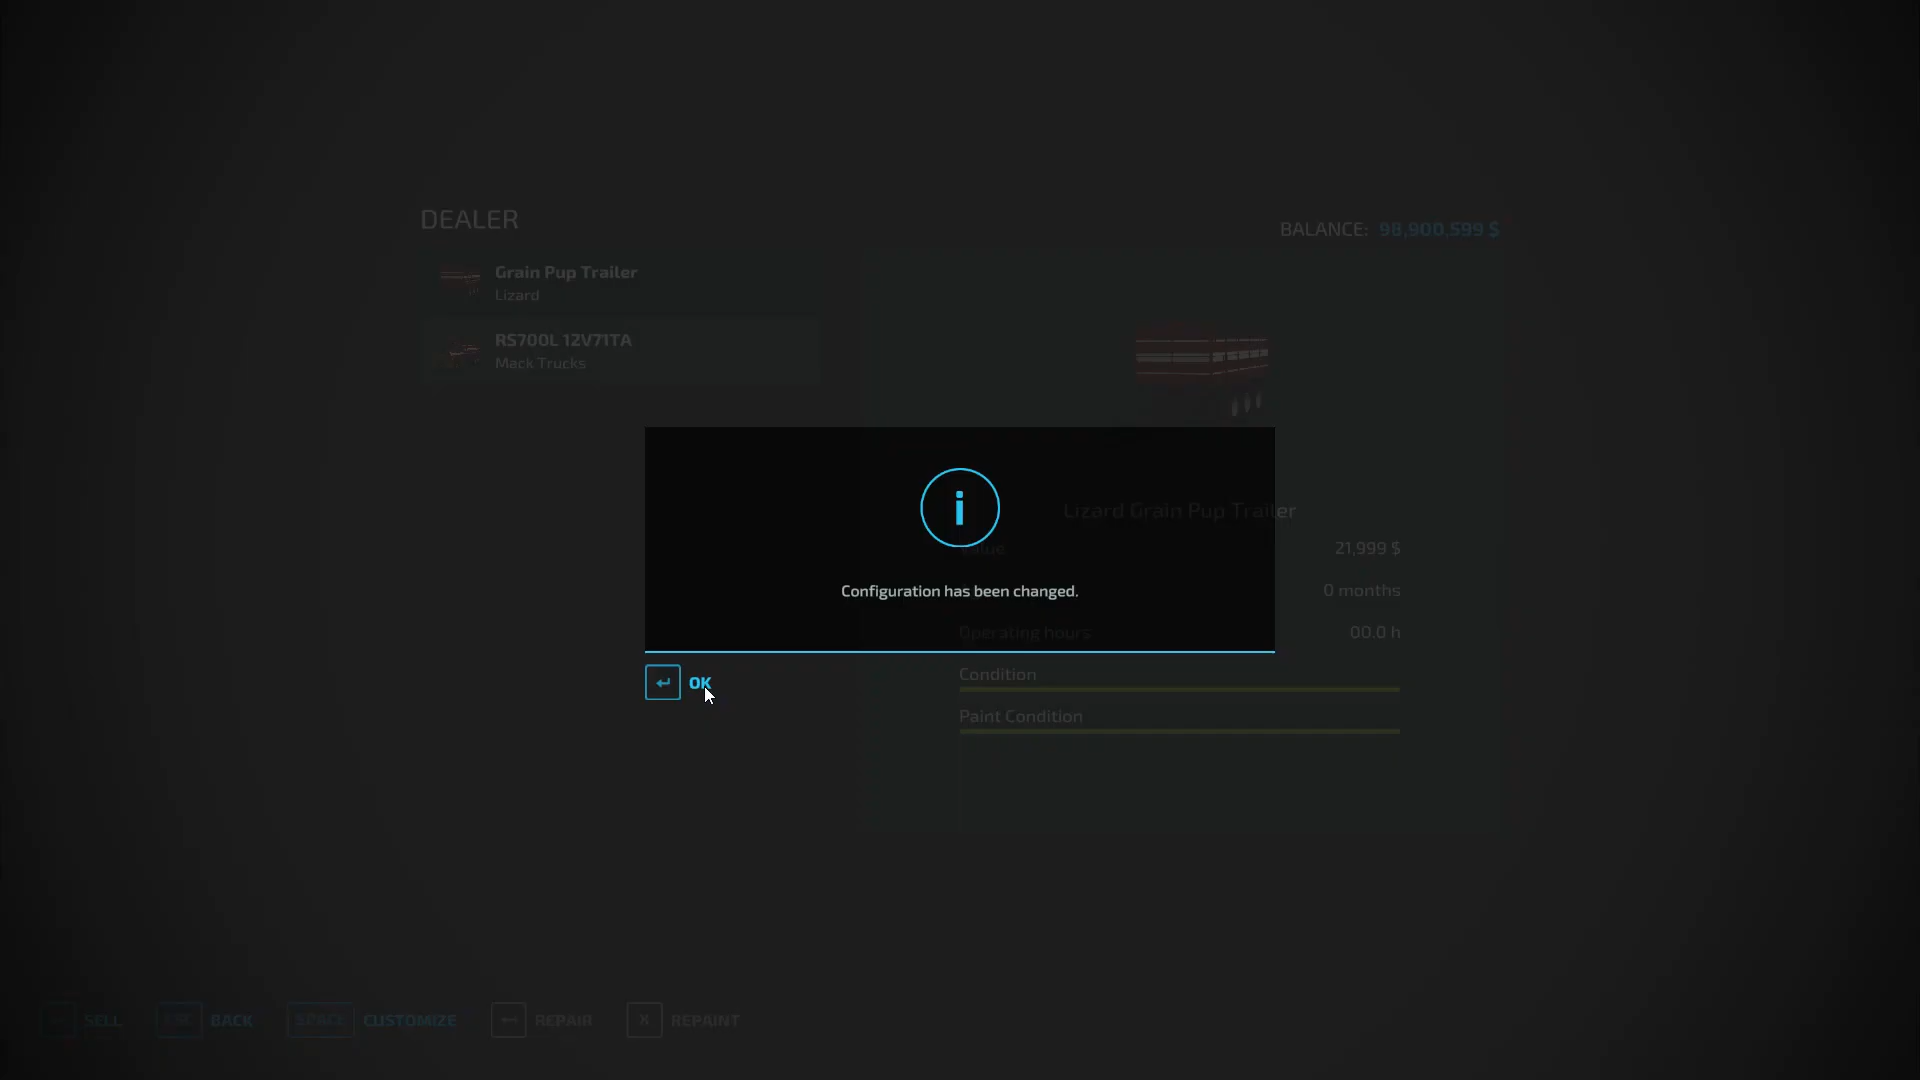 DEALER
BALANCE: 98,900,599 $
Grain Pup Trailer
Lizard
RS700L 12V71TA
Mack Trucks
Lizard Grain Pup Trailer
Value
21,999 $
Configuration has been changed.
0 months
Operating hours
00.0 h
OK
Condition
Paint Condition
SELL
ESC BACK
SPACE CUSTOMIZE
REPAIR
X REPAINT